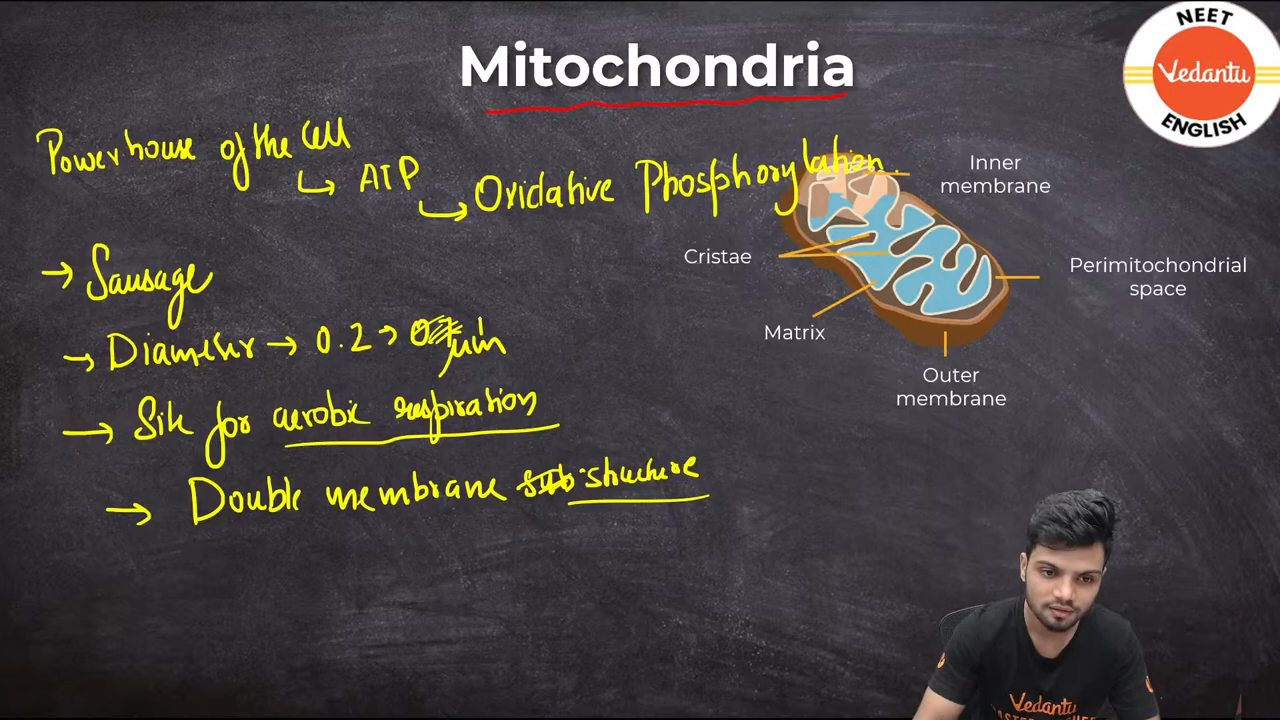 Mitochondria
NEET
Vedantu
ENGLISH
Powerhouse of the Cell
ATP
Oxidative Phosphorylation
Inner
membrane
Cristae
Perimitochondrial
space
Matrix
Outer
membrane
→ Sausage
→ Diameter → 0.2 → μm
→ Site for aerobic respiration
→ Double membrane structure
Vedantu